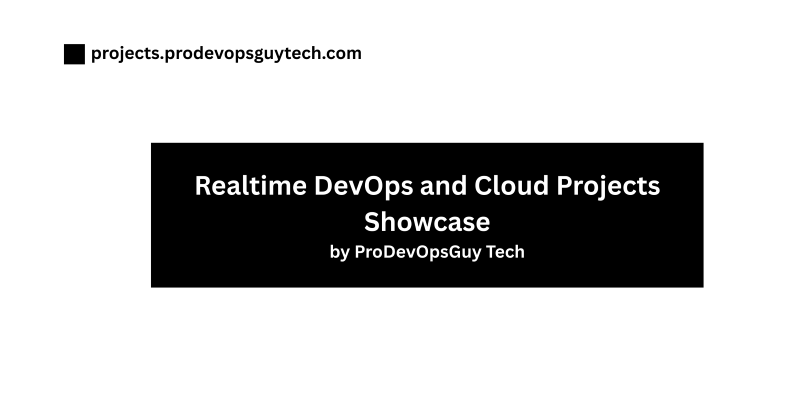 projects.prodevopsguytech.com
Realtime DevOps and Cloud Projects
Showcase
by ProDevOpsGuy Tech